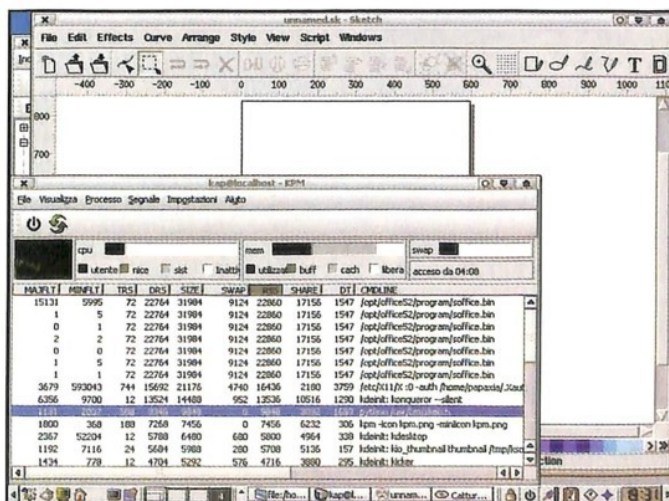 unnamed.sk - Sketch
File Edit Effects Curve Arrange Style View Script Windows
-400 -300 -200 -100 0 100 200 300 400 500 600 700 800 900 1000
800
700
kap@localhost - KPM
File Visualizza Processo Segnale Impostazioni Aiuto
cpu mem swap
utente nice sist buff cach libera acceso da 04:08
MAJFLT MINFLT TRS DRS SIZE SWAP RSS SHARE DT CMDLINE
15131 5995 72 22764 31984 9124 22860 17156 1547 /opt/office52/program/soffice.bin
1 5 72 22764 31984 9124 22860 17156 1547 /opt/office52/program/soffice.bin
0 1 72 22764 31984 9124 22860 17156 1547 /opt/office52/program/soffice.bin
2 2 72 22764 31984 9124 22860 17156 1547 /opt/office52/program/soffice.bin
0 0 72 22764 31984 9124 22860 17156 1547 /opt/office52/program/soffice.bin
1 5 72 22764 31984 9124 22860 17156 1547 /opt/office52/program/soffice.bin
1 1 72 22764 31984 9124 22860 17156 1547 /opt/office52/program/soffice.bin
3679 593043 744 15692 21176 4740 16436 2180 3759 /etc/X11/X :0 -auth /home/papaxia/.Xaut
6356 9700 12 13524 14488 952 13536 10516 1290 kdeinit: konqueror --silent
1800 368 188 7268 7456 0 7456 6232 306 kpm -icon kpm.png -miniicon kpm.png
2367 52204 12 5788 6480 680 5800 4964 338 kdeinit: kdesktop
1192 7116 24 5684 5988 280 5708 5136 157 kdeinit: kio_thumbnail thumbnail /tmp/kso
1434 778 12 4704 5292 576 4716 3880 295 kdeinit: kicker
ction
file:/ho... kap@l... unnam... Cattur...